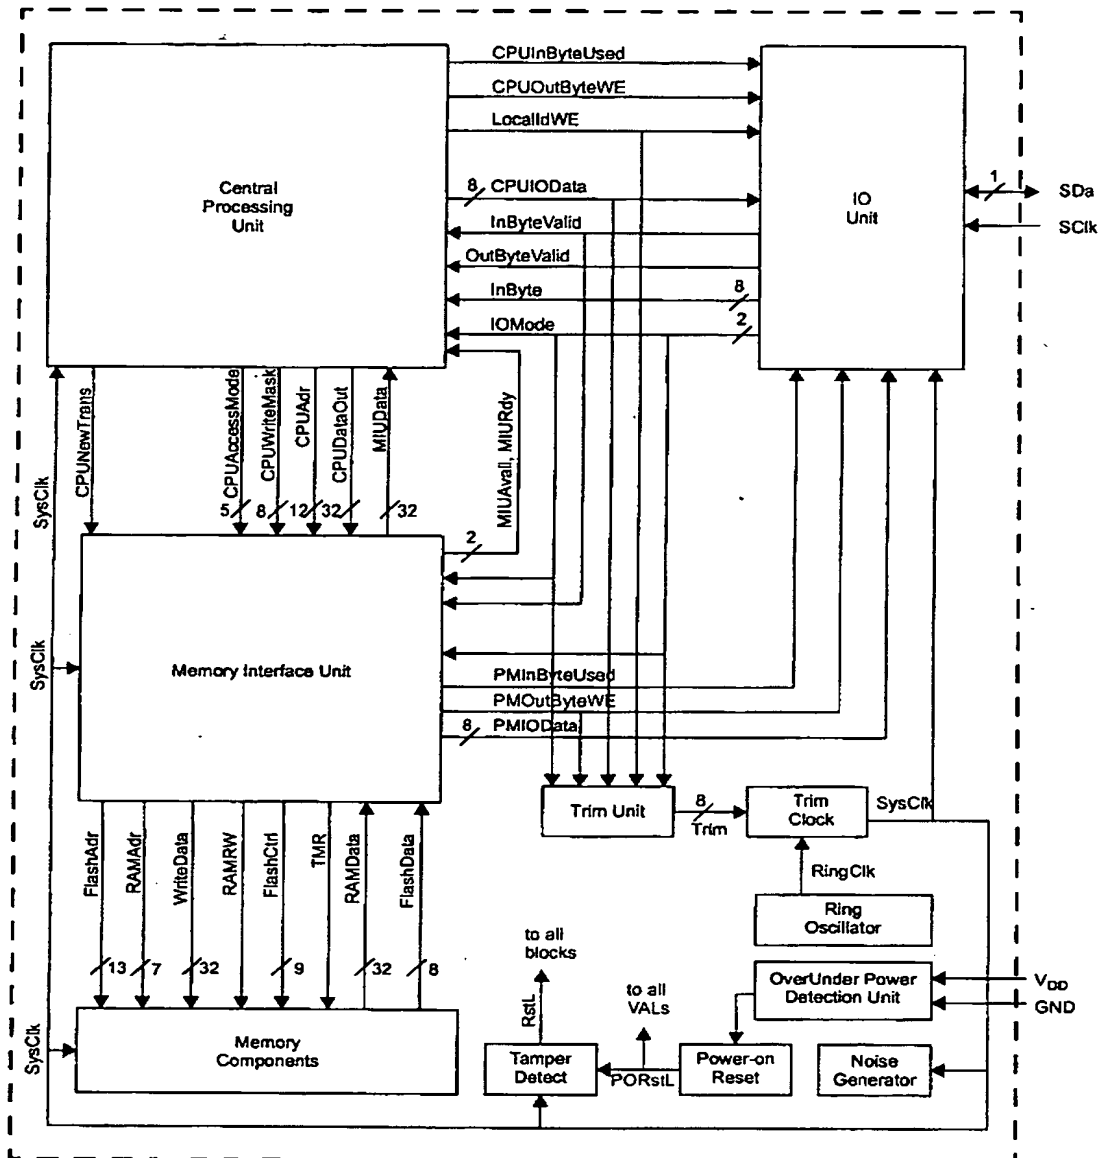 CPUInByteUsed
CPUOutByteWE
LocalIdWE
Central
Processing
Unit
8
CPUIOData
InByteValid
OutByteValid
InByte
8
IOMode
2
IO
Unit
1
SDa
SClk
SysClk
CPUNewTrans
CPUAccessMode
CPUWriteMask
CPUAdr
CPUDataOut
MIUData
MIUAvail, MIURdy
5
8
12
32
32
2
SysClk
Memory Interface Unit
PMInByteUsed
PMOutByteWE
8
PMIOData
Trim Unit
8
Trim
Trim
Clock
SysClk
RingClk
Ring
Oscillator
FlashAdr
RAMAdr
WriteData
RAMRW
FlashCtrl
TMR
RAMData
FlashData
13
7
32
9
32
8
to all
blocks
RstL
to all
VALs
OverUnder Power
Detection Unit
VDD
GND
SysClk
Memory
Components
Tamper
Detect
PORstL
Power-on
Reset
Noise
Generator